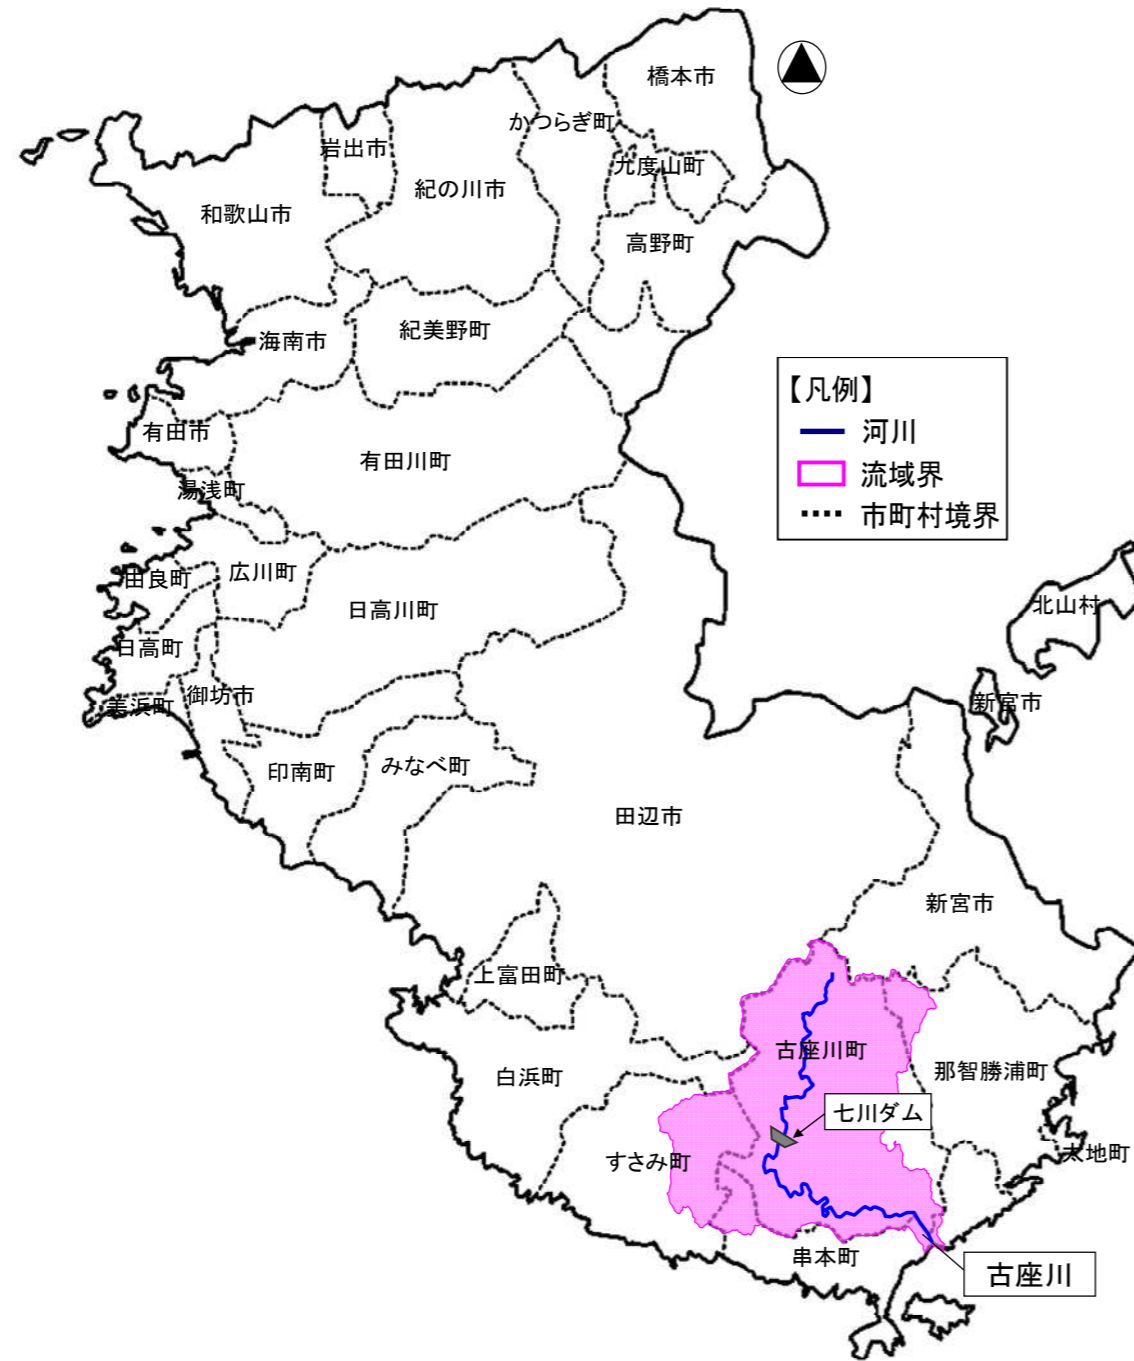 橋本市
かつらぎ町
岩出市
九度山町
紀の川市
和歌山市
高野町
紀美野町
海南市
【凡例】
河川
流域界
市町村境界
有田市
有田川町
湯浅町
広川町
由良町
日高川町
北山村
日高町
御坊市
美浜町
新宮市
印南町
みなべ町
田辺市
新宮市
上富田町
古座川町
白浜町
那智勝浦町
七川ダム
すさみ町
太地町
串本町
古座川